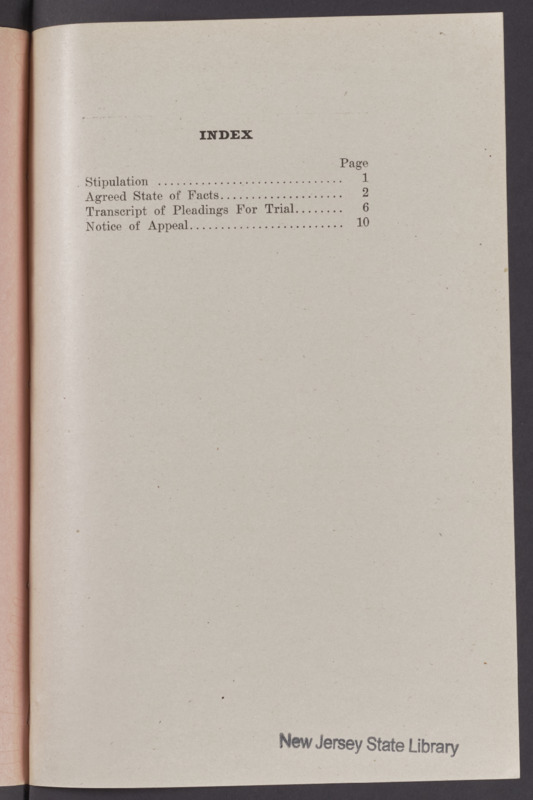 INDEX
Page
Stipulation .............................. 1
Agreed State of Facts.................... 2
Transcript of Pleadings For Trial........ 6
Notice of Appeal......................... 10
New Jersey State Library